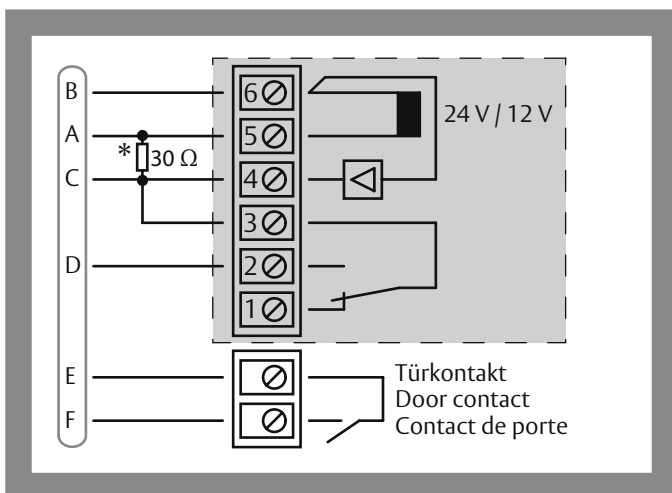 B
6
24 V / 12 V
A
5
* 30 Ω
C
4
3
D
2
1
E
Türkontakt
Door contact
F
Contact de porte